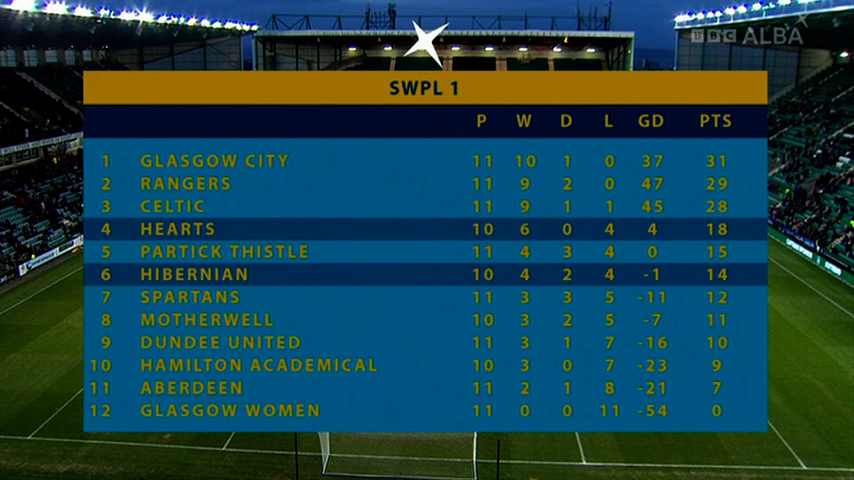 BBC ALBA
SWPL 1
P W D L GD PTS
1 GLASGOW CITY 11 10 1 0 37 31
2 RANGERS 11 9 2 0 47 29
3 CELTIC 11 9 1 1 45 28
4 HEARTS 10 6 0 4 4 18
5 PARTICK THISTLE 11 4 3 4 0 15
6 HIBERNIAN 10 4 2 4 -1 14
7 SPARTANS 11 3 3 5 -11 12
8 MOTHERWELL 10 3 2 5 -7 11
9 DUNDEE UNITED 11 3 1 7 -16 10
10 HAMILTON ACADEMICAL 10 3 0 7 -23 9
11 ABERDEEN 11 2 1 8 -21 7
12 GLASGOW WOMEN 11 0 0 11 -54 0